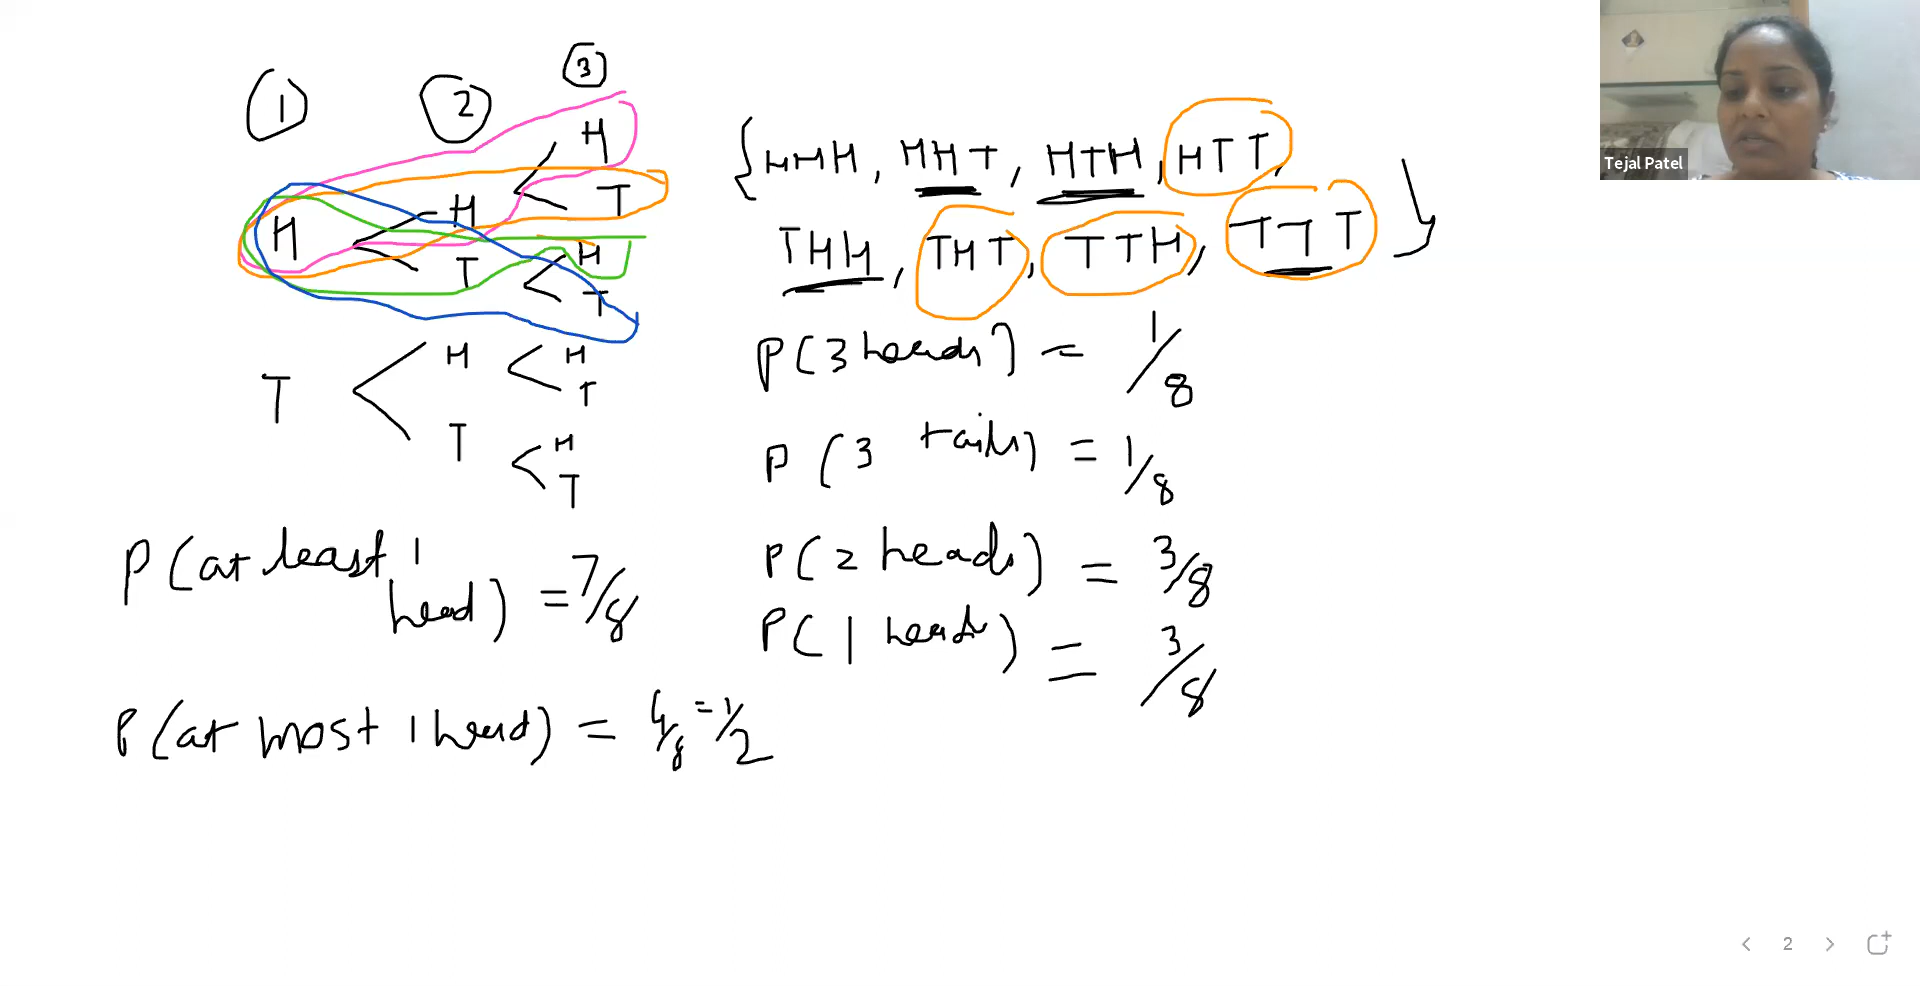 1 2 3
H H H
T
T H
T
T H H
T
T H
T
{HHH, HHT, HTH, HTT,
THH, THT, TTH, TTT
P(3 heads) = 1/8
P(3 tails) = 1/8
P(2 heads) = 3/8
P(1 head) = 3/8
P(at least 1
head) = 7/8
P(at most 1 head) = 4/8 = 1/2
Tejal Patel
2